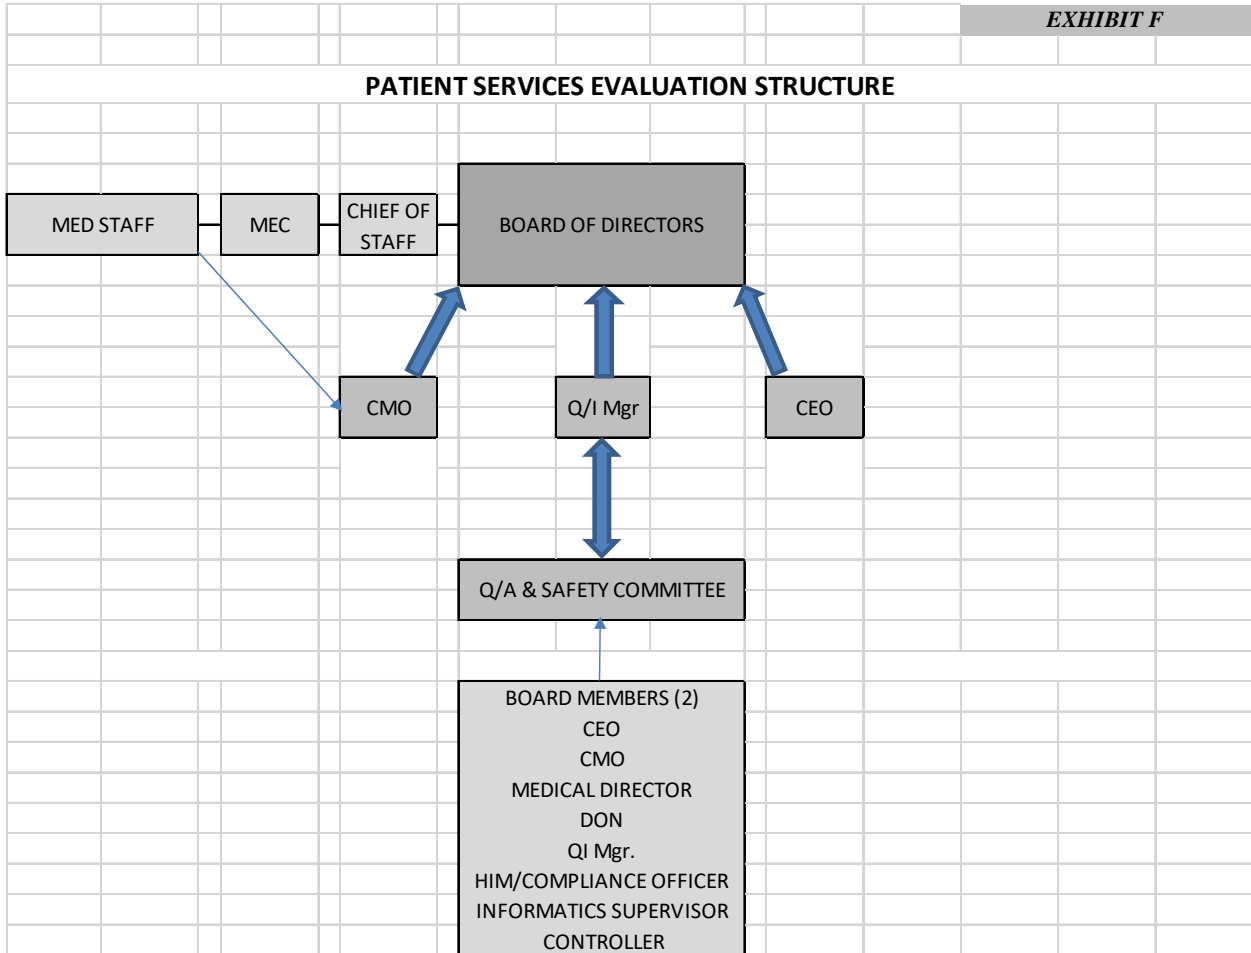 EXHIBIT F
PATIENT SERVICES EVALUATION STRUCTURE
MED STAFF
MEC
CHIEF OF
STAFF
BOARD OF DIRECTORS
CMO
Q/I Mgr
CEO
Q/A & SAFETY COMMITTEE
BOARD MEMBERS (2)
CEO
CMO
MEDICAL DIRECTOR
DON
QI Mgr.
HIM/COMPLIANCE OFFICER
INFORMATICS SUPERVISOR
CONTROLLER